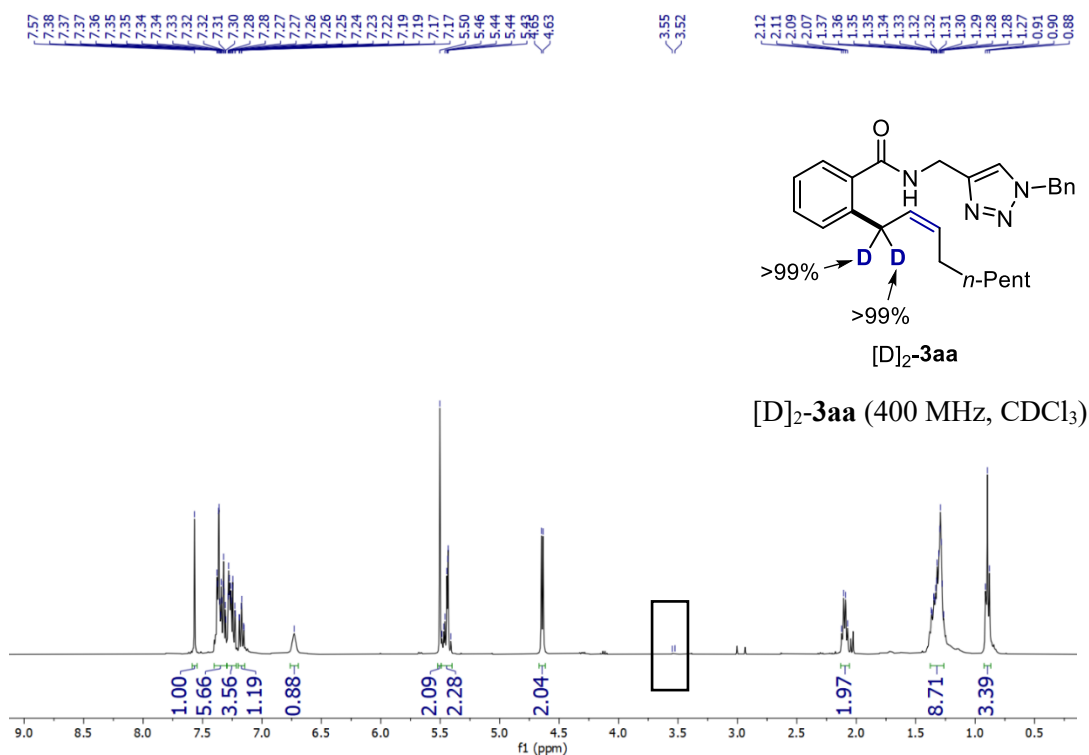 7.57 7.38 7.37 7.37 7.36 7.35 7.35 7.34 7.34 7.33 7.32 7.32 7.31 7.30 7.28 7.28 7.27 7.27 7.26 7.26 7.25 7.24 7.23 7.22 7.19 7.19 7.17 7.17 5.50 5.46 5.44 5.44 5.43 4.65 4.63 3.55 3.52 2.12 2.11 2.09 2.07 1.37 1.36 1.35 1.35 1.34 1.33 1.32 1.32 1.31 1.30 1.29 1.28 1.28 1.27 0.91 0.90 0.88
O
N
H
N
N
N
Bn
D D
>99%
>99%
n-Pent
[D]₂-3aa
[D]₂-3aa (400 MHz, CDCl₃)
1.00 5.66 3.56 1.19 0.88 2.09 2.28 2.04 1.97 8.71 3.39
9.0 8.5 8.0 7.5 7.0 6.5 6.0 5.5 5.0 4.5 4.0 3.5 3.0 2.5 2.0 1.5 1.0 0.5
f1 (ppm)